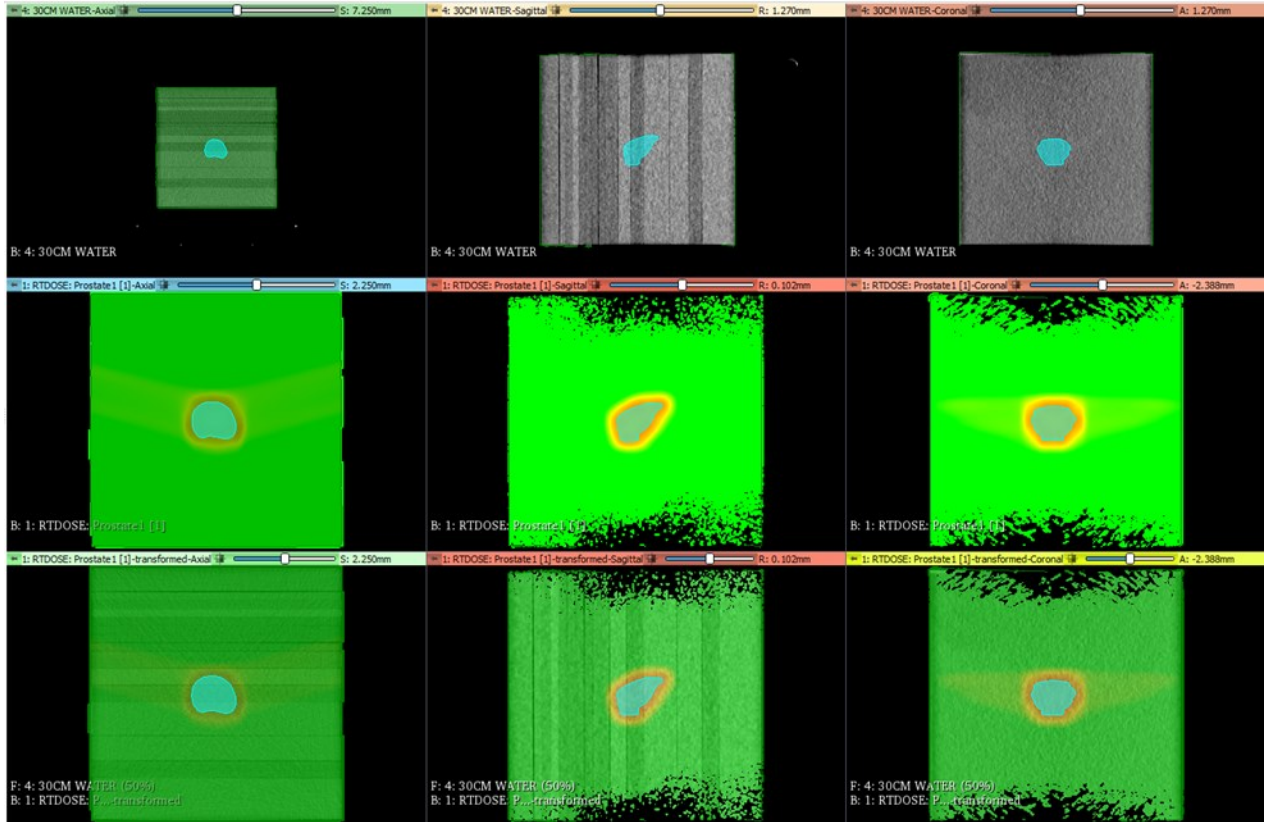 4: 30CM WATER-Axial S: 7.250mm
4: 30CM WATER-Sagittal R: 1.270mm
4: 30CM WATER-Coronal A: 1.270mm
B: 4: 30CM WATER
B: 4: 30CM WATER
B: 4: 30CM WATER
1: RTDOSE: Prostate1 [1]-Axial S: 2.250mm
1: RTDOSE: Prostate1 [1]-Sagittal R: 0.102mm
1: RTDOSE: Prostate1 [1]-Coronal A: -2.388mm
B: 1: RTDOSE: Prostate1 [1]
B: 1: RTDOSE: Prostate1 [1]
B: 1: RTDOSE: Prostate1 [1]
1: RTDOSE: Prostate1 [1]-transformed-Axial S: 2.250mm
1: RTDOSE: Prostate1 [1]-transformed-Sagittal R: 0.102mm
1: RTDOSE: Prostate1 [1]-transformed-Coronal A: -2.388mm
F: 4: 30CM WATER (50%)
B: 1: RTDOSE: P...-transformed
F: 4: 30CM WATER (50%)
B: 1: RTDOSE: P...-transformed
F: 4: 30CM WATER (50%)
B: 1: RTDOSE: P...-transformed